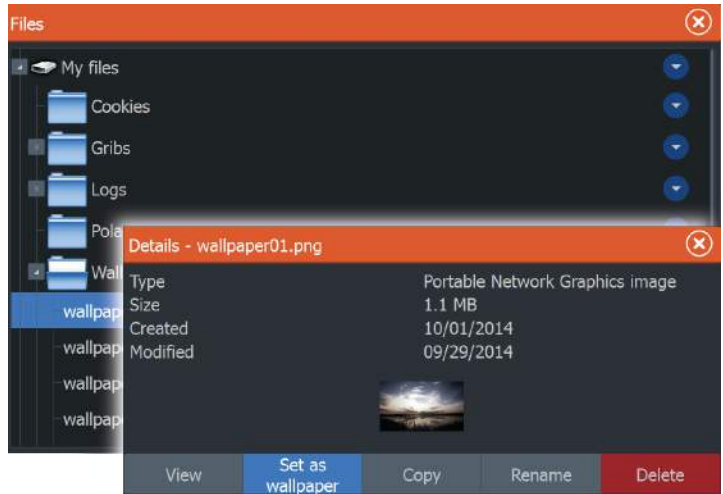 Files
My files
Cookies
Gribs
Logs
Pola
Wal
wallpap
wallpap
wallpap
wallpap
Details - wallpaper01.png
Type Portable Network Graphics image
Size 1.1 MB
Created 10/01/2014
Modified 09/29/2014
View
Set as
wallpaper
Copy
Rename
Delete